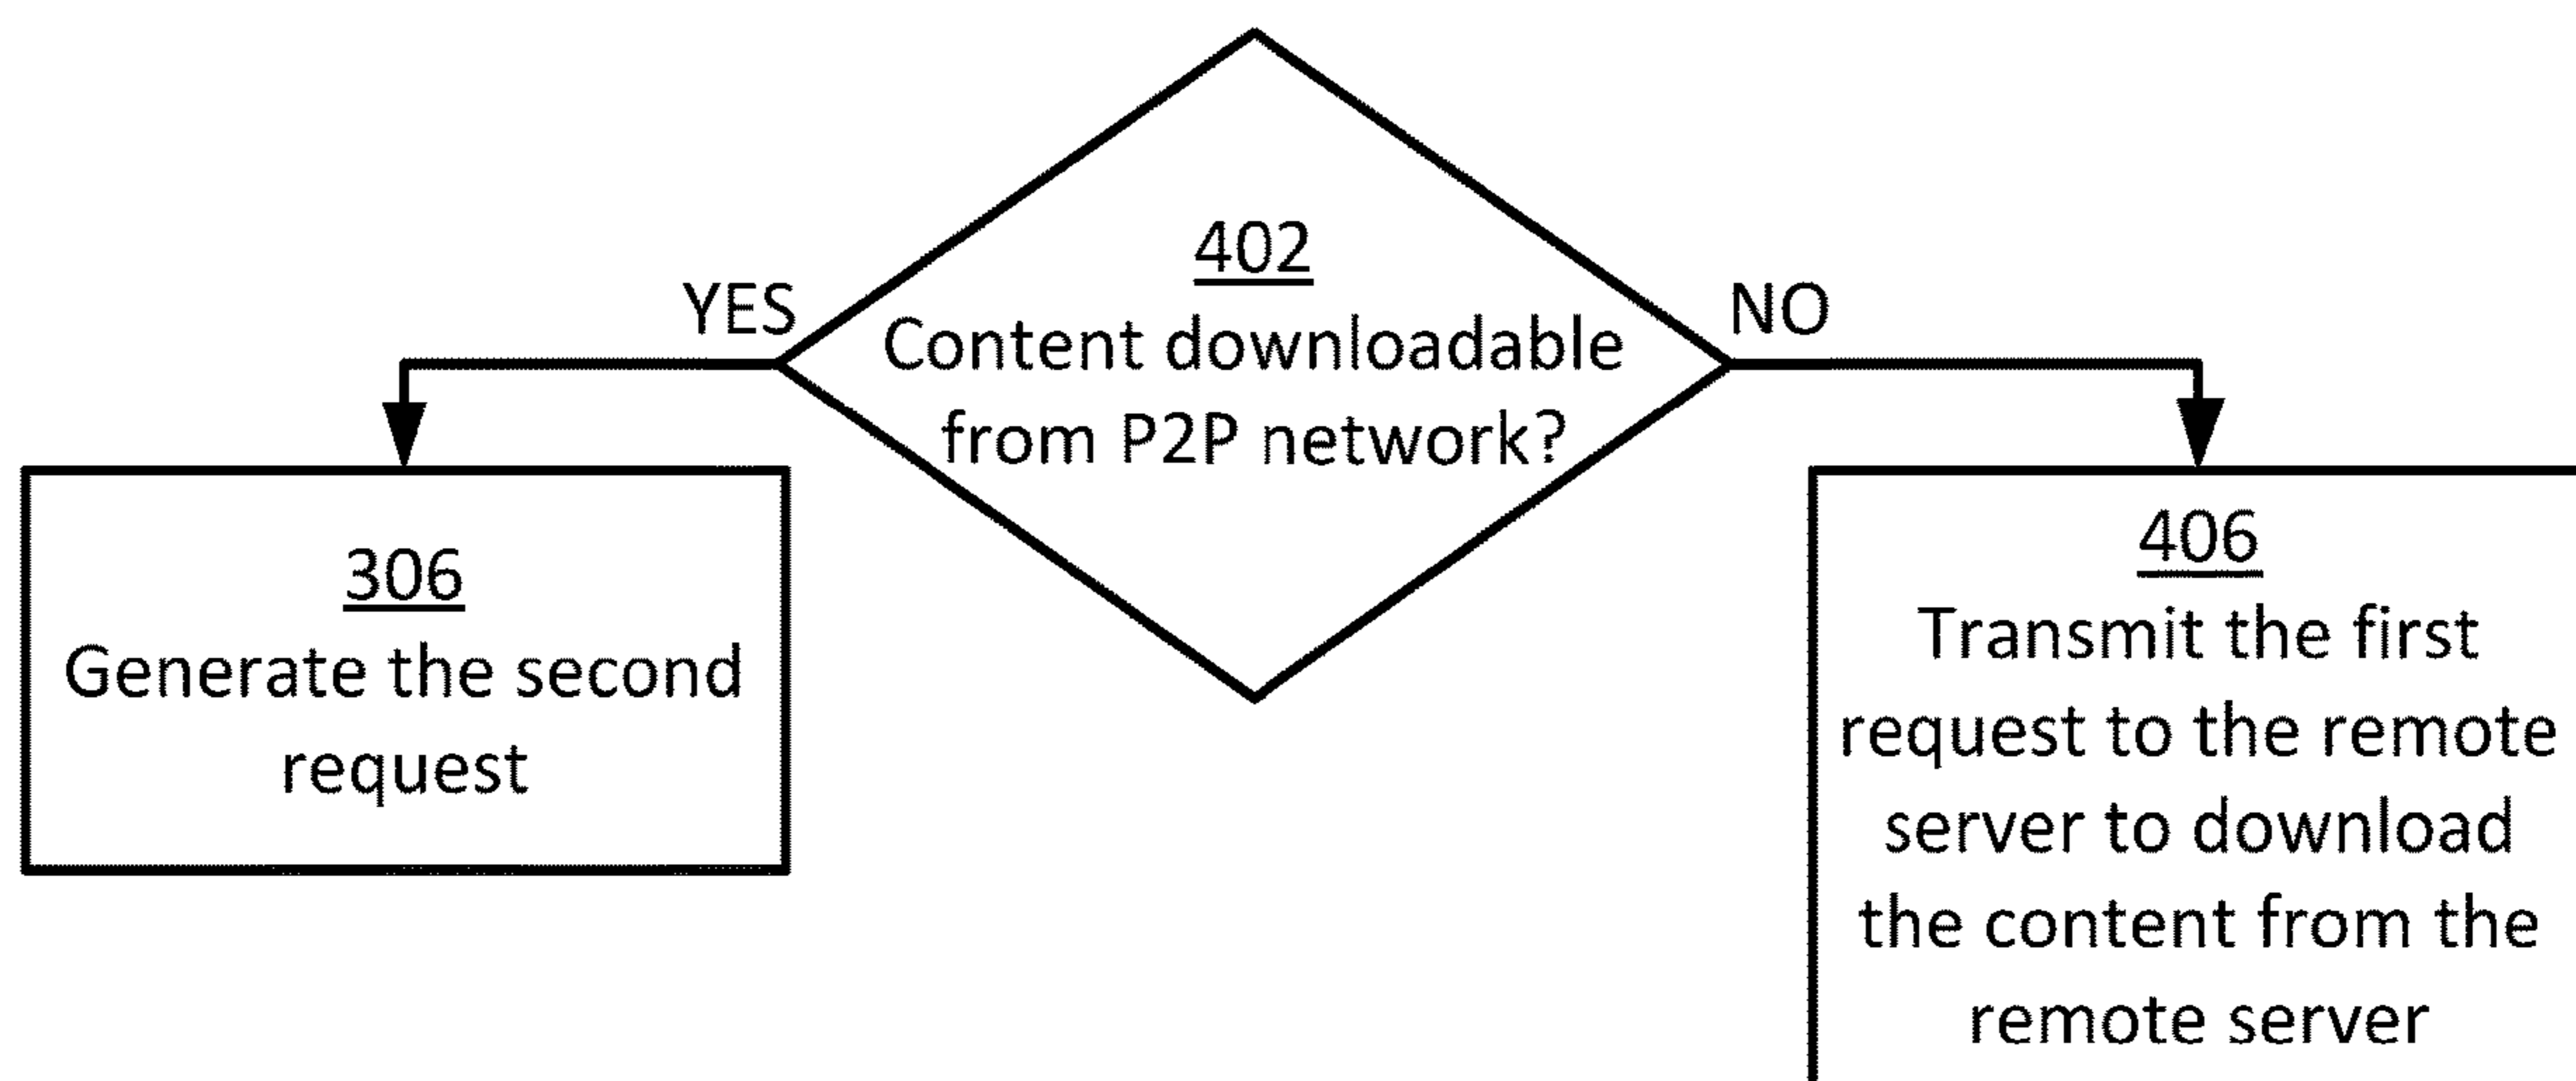 402
Content downloadable
from P2P network?
YES
NO
306
Generate the second
request
406
Transmit the first
request to the remote
server to download
the content from the
remote server